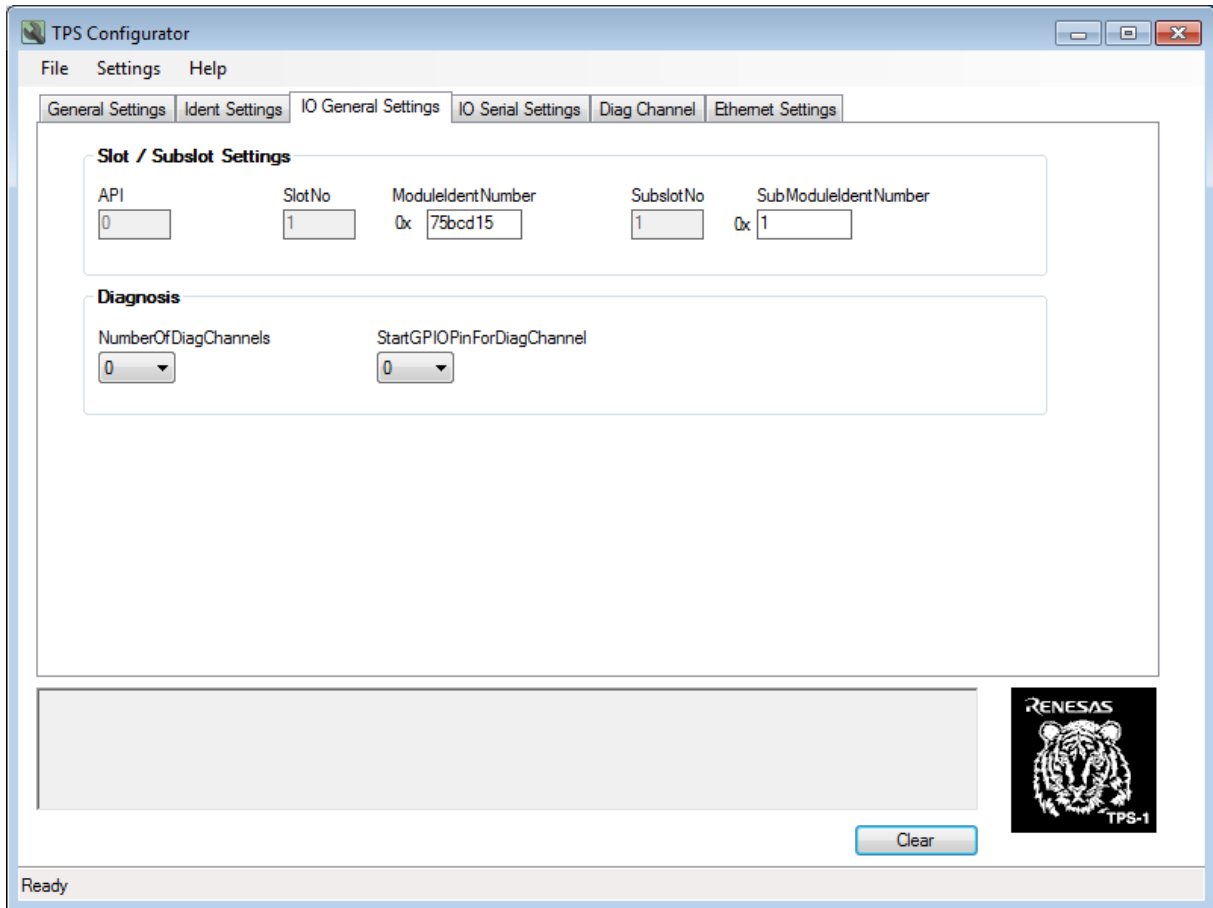 TPS Configurator
File Settings Help
General Settings Ident Settings IO General Settings IO Serial Settings Diag Channel Ethernet Settings
Slot / Subslot Settings
API SlotNo ModuleIdentNumber SubslotNo SubModuleIdentNumber
0 1 0x 75bcd15 1 0x 1
Diagnosis
NumberOfDiagChannels StartGPIOPinForDiagChannel
0 0
RENESAS
TPS-1
Clear
Ready